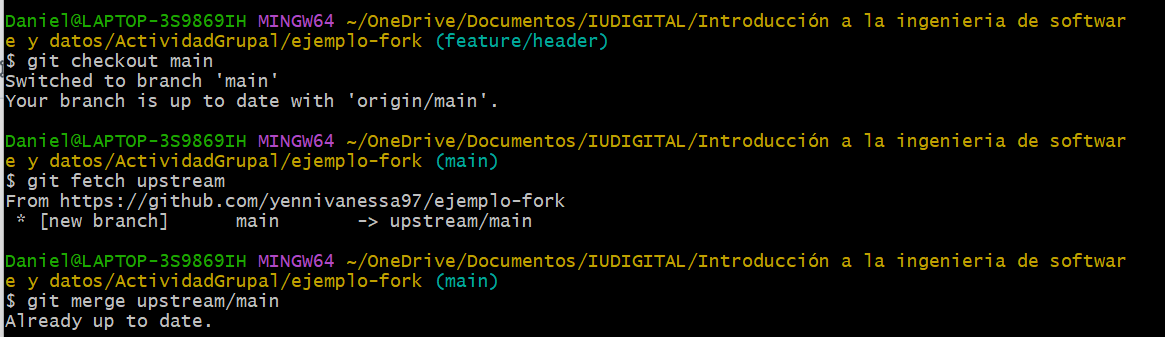 Daniel@LAPTOP-3S9869IH MINGW64 ~/OneDrive/Documentos/IUDIGITAL/Introducción a la ingenieria de softwar
e y datos/ActividadGrupal/ejemplo-fork (feature/header)
$ git checkout main
Switched to branch 'main'
Your branch is up to date with 'origin/main'.

Daniel@LAPTOP-3S9869IH MINGW64 ~/OneDrive/Documentos/IUDIGITAL/Introducción a la ingenieria de softwar
e y datos/ActividadGrupal/ejemplo-fork (main)
$ git fetch upstream
From https://github.com/yennivanessa97/ejemplo-fork
 * [new branch]      main       -> upstream/main

Daniel@LAPTOP-3S9869IH MINGW64 ~/OneDrive/Documentos/IUDIGITAL/Introducción a la ingenieria de softwar
e y datos/ActividadGrupal/ejemplo-fork (main)
$ git merge upstream/main
Already up to date.